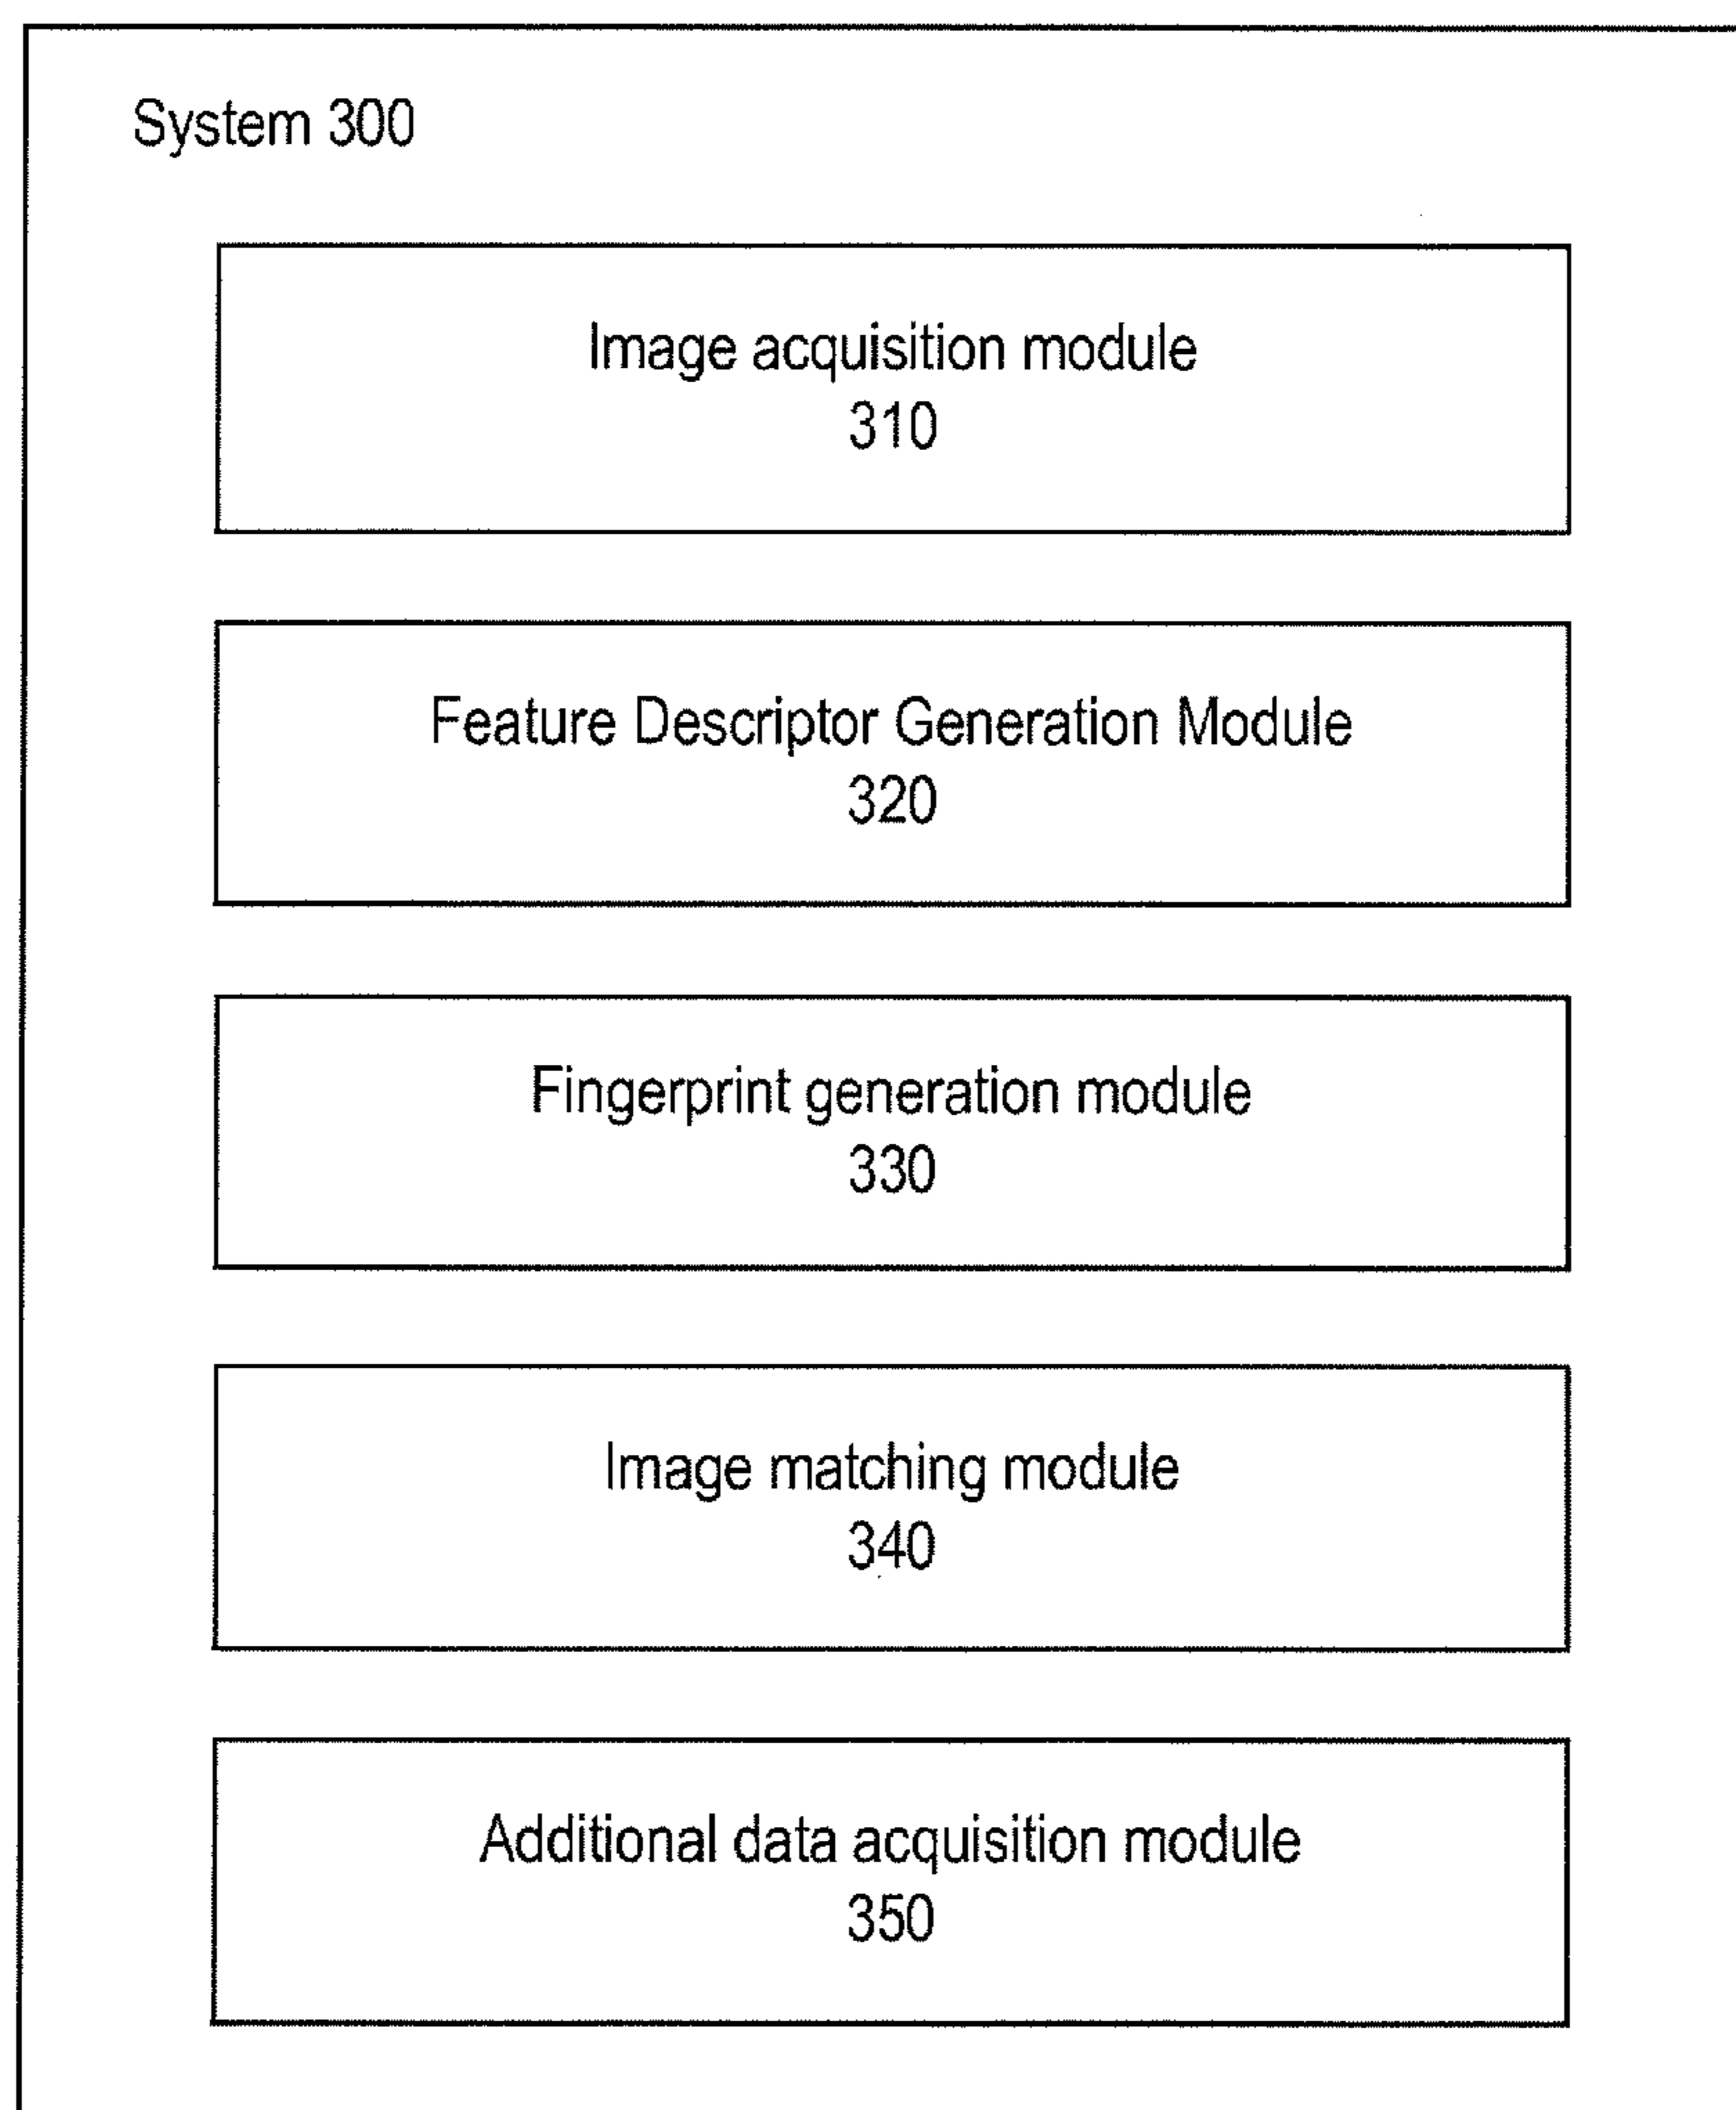 System 300
Image acquisition module
310
Feature Descriptor Generation Module
320
Fingerprint generation module
330
Image matching module
340
Additional data acquisition module
350